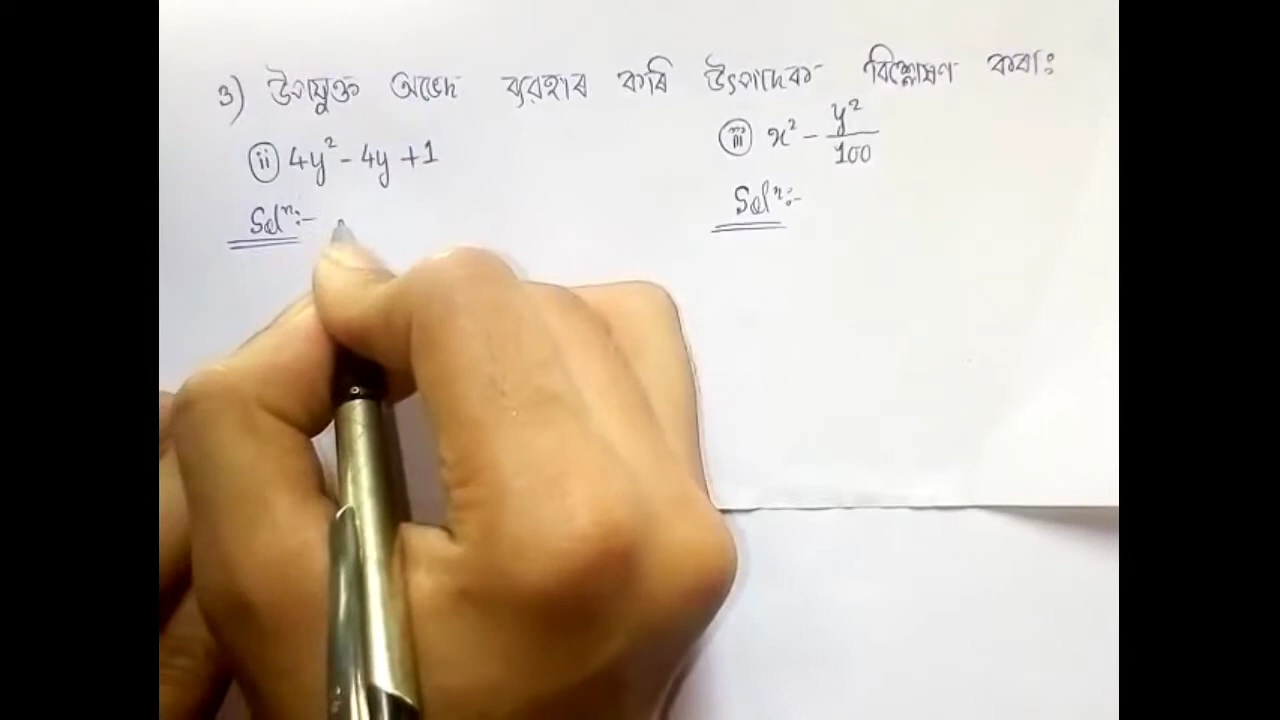 3) উপযুক্ত অভেদ ব্যৱহাৰ কৰি উৎপাদকত বিশ্লেষণ কৰাঃ
(ii) 4y² - 4y + 1
Solⁿ:-
(iii) x² - y²/100
Solⁿ:-